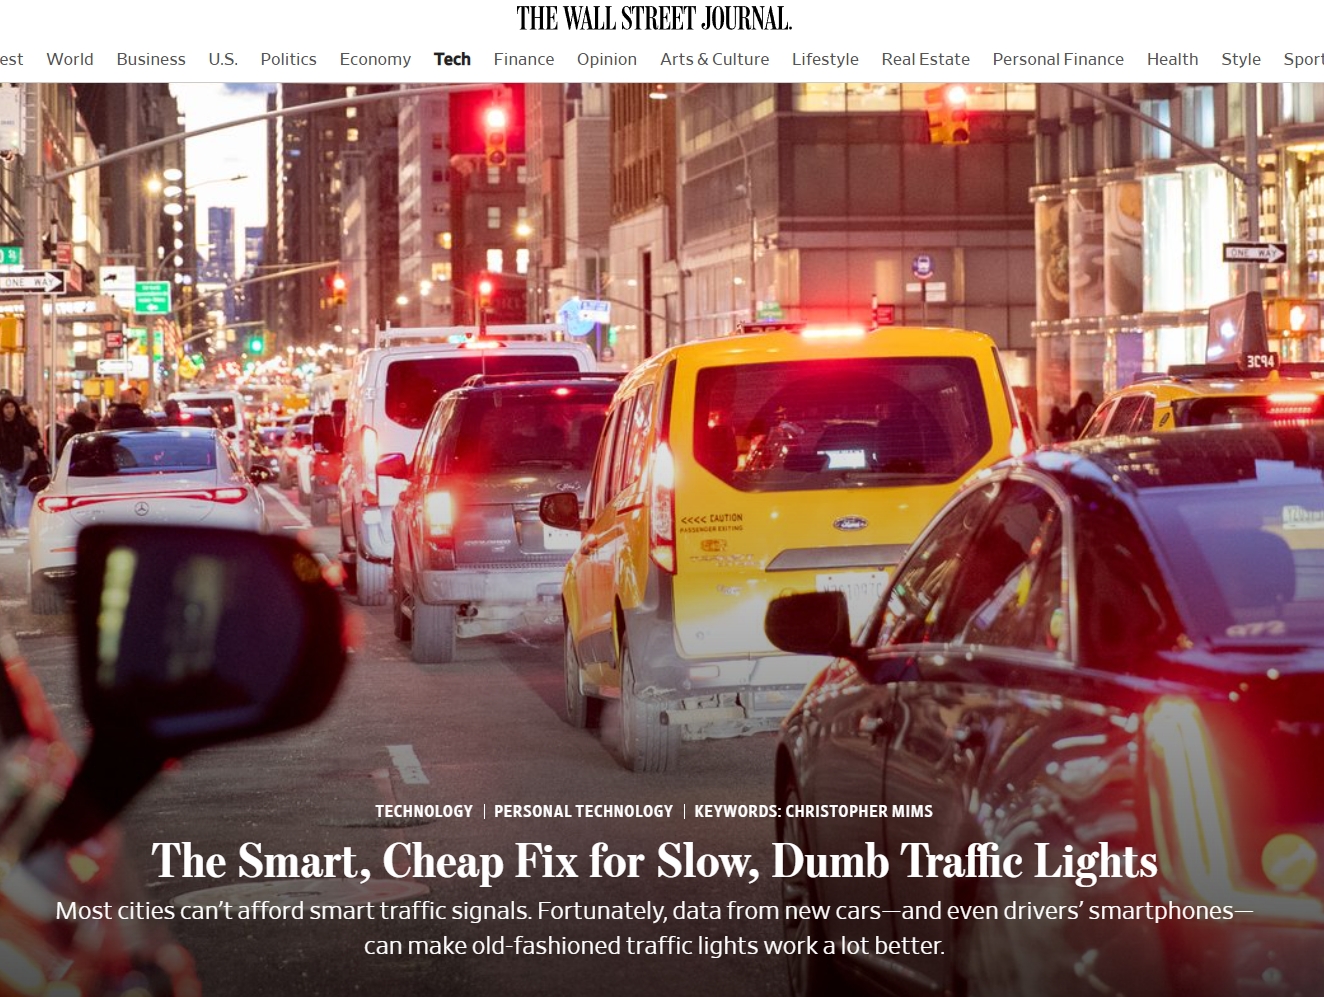 THE WALL STREET JOURNAL.
est World Business U.S. Politics Economy Tech Finance Opinion Arts & Culture Lifestyle Real Estate Personal Finance Health Style Sport
ONE WAY
ONE WAY
3C94
<<<< CAUTION
PASSENGER EXITING
Ford
TECHNOLOGY | PERSONAL TECHNOLOGY | KEYWORDS: CHRISTOPHER MIMS
The Smart, Cheap Fix for Slow, Dumb Traffic Lights
Most cities can’t afford smart traffic signals. Fortunately, data from new cars—and even drivers’ smartphones—
can make old-fashioned traffic lights work a lot better.